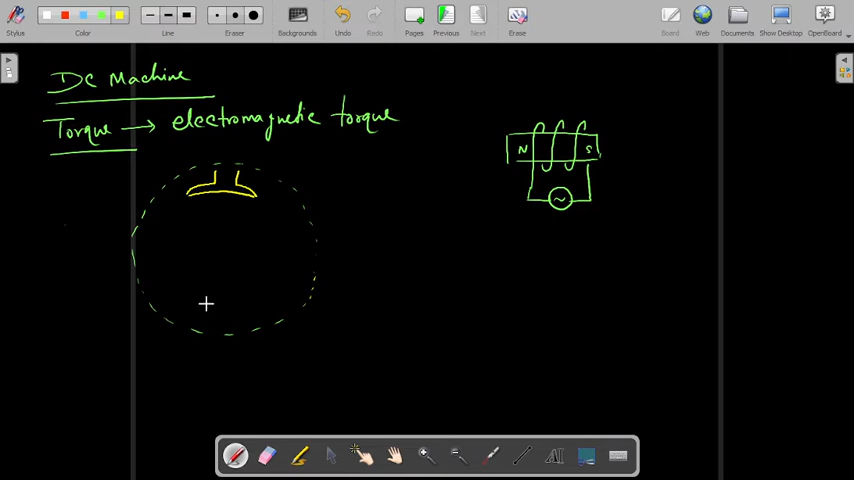 Stylus
Color
Line
Eraser
Backgrounds
Undo
Redo
Pages
Previous
Next
Erase
Board
Web
Documents
Show Desktop
OpenBoard
DC Machine
Torque → electromagnetic torque
N S
~